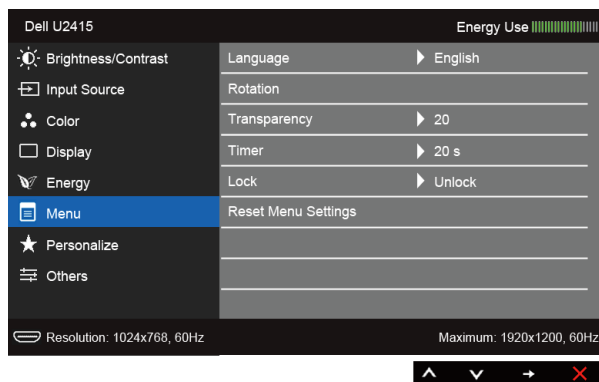 Dell U2415 Energy Use
Brightness/Contrast
Input Source
Color
Display
Energy
Menu
Personalize
Others
Language English
Rotation
Transparency 20
Timer 20 s
Lock Unlock
Reset Menu Settings
Resolution: 1024x768, 60Hz Maximum: 1920x1200, 60Hz